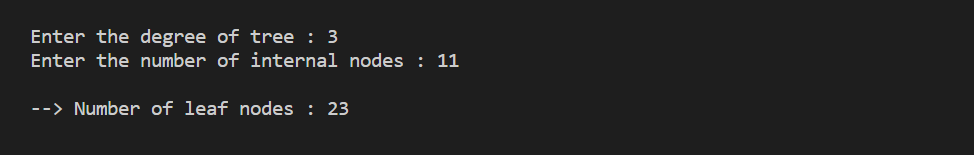 Enter the degree of tree : 3
Enter the number of internal nodes : 11
--> Number of leaf nodes : 23